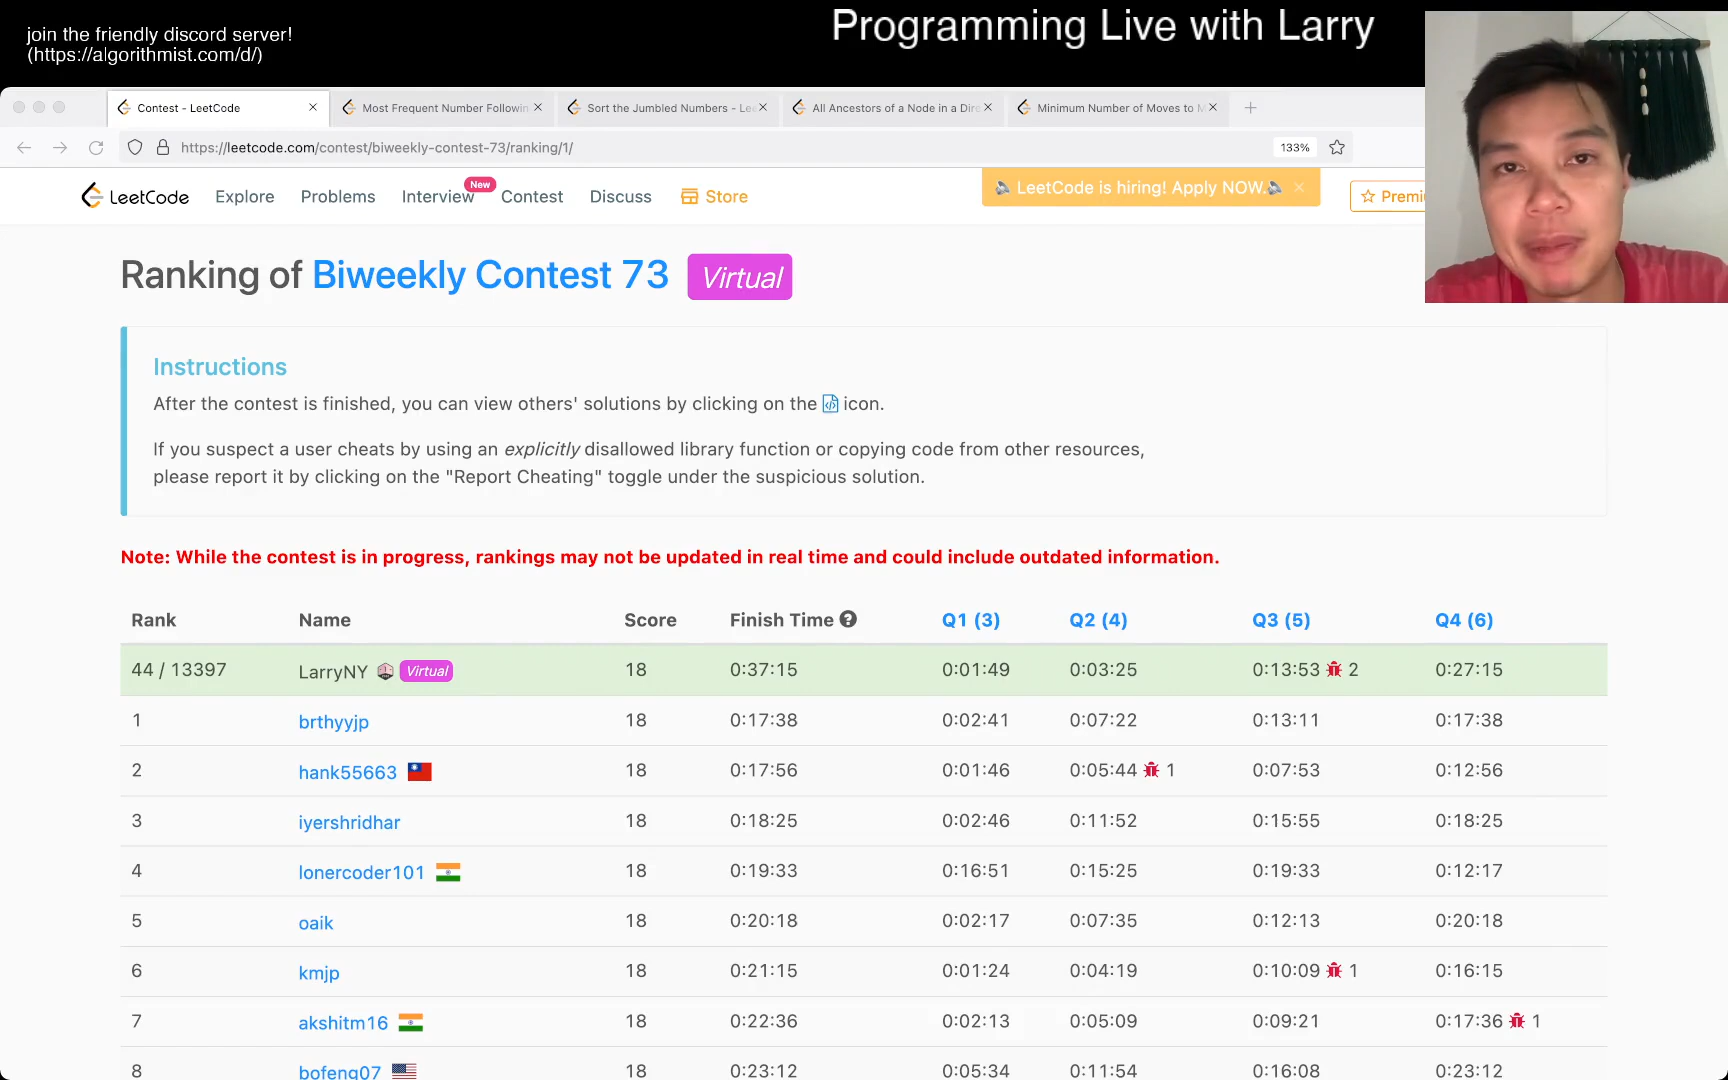 join the friendly discord server!
(https://algorithmist.com/d/)
Programming Live with Larry
Contest - LeetCode
Most Frequent Number Followin
Sort the Jumbled Numbers - Le
All Ancestors of a Node in a Dir
Minimum Number of Moves to M
https://leetcode.com/contest/biweekly-contest-73/ranking/1/
133%
LeetCode
Explore
Problems
Interview
New
Contest
Discuss
Store
LeetCode is hiring! Apply NOW.
Premi
Ranking of Biweekly Contest 73 Virtual
Instructions
After the contest is finished, you can view others' solutions by clicking on the icon.
If you suspect a user cheats by using an explicitly disallowed library function or copying code from other resources,
please report it by clicking on the "Report Cheating" toggle under the suspicious solution.
Note: While the contest is in progress, rankings may not be updated in real time and could include outdated information.
Rank Name Score Finish Time Q1 (3) Q2 (4) Q3 (5) Q4 (6)
44 / 13397 LarryNY Virtual 18 0:37:15 0:01:49 0:03:25 0:13:53 2 0:27:15
1 brthyyjp 18 0:17:38 0:02:41 0:07:22 0:13:11 0:17:38
2 hank55663 18 0:17:56 0:01:46 0:05:44 1 0:07:53 0:12:56
3 iyershridhar 18 0:18:25 0:02:46 0:11:52 0:15:55 0:18:25
4 lonercoder101 18 0:19:33 0:16:51 0:15:25 0:19:33 0:12:17
5 oaik 18 0:20:18 0:02:17 0:07:35 0:12:13 0:20:18
6 kmjp 18 0:21:15 0:01:24 0:04:19 0:10:09 1 0:16:15
7 akshitm16 18 0:22:36 0:02:13 0:05:09 0:09:21 0:17:36 1
8 bofeng07 18 0:23:12 0:05:34 0:11:54 0:16:08 0:23:12